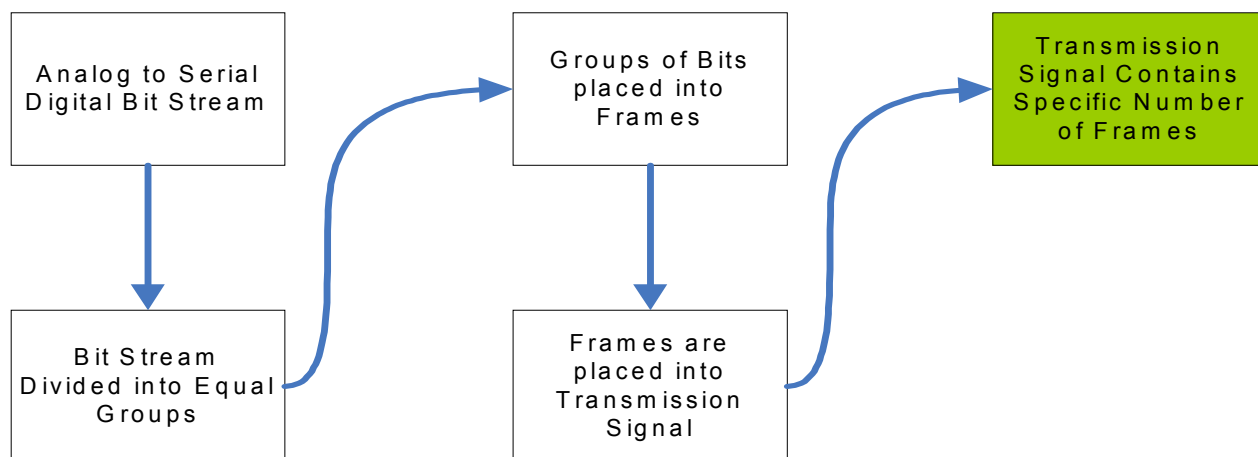 Analog to Serial
Digital Bit Stream
Bit Stream
Divided into Equal
Groups
Groups of Bits
placed into
Frames
Frames are
placed into
Transmission
Signal
Transmission
Signal Contains
Specific Number
of Frames